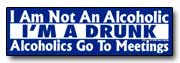 I Am Not An Alcoholic
I'M A DRUNK
Alcoholics Go To Meetings